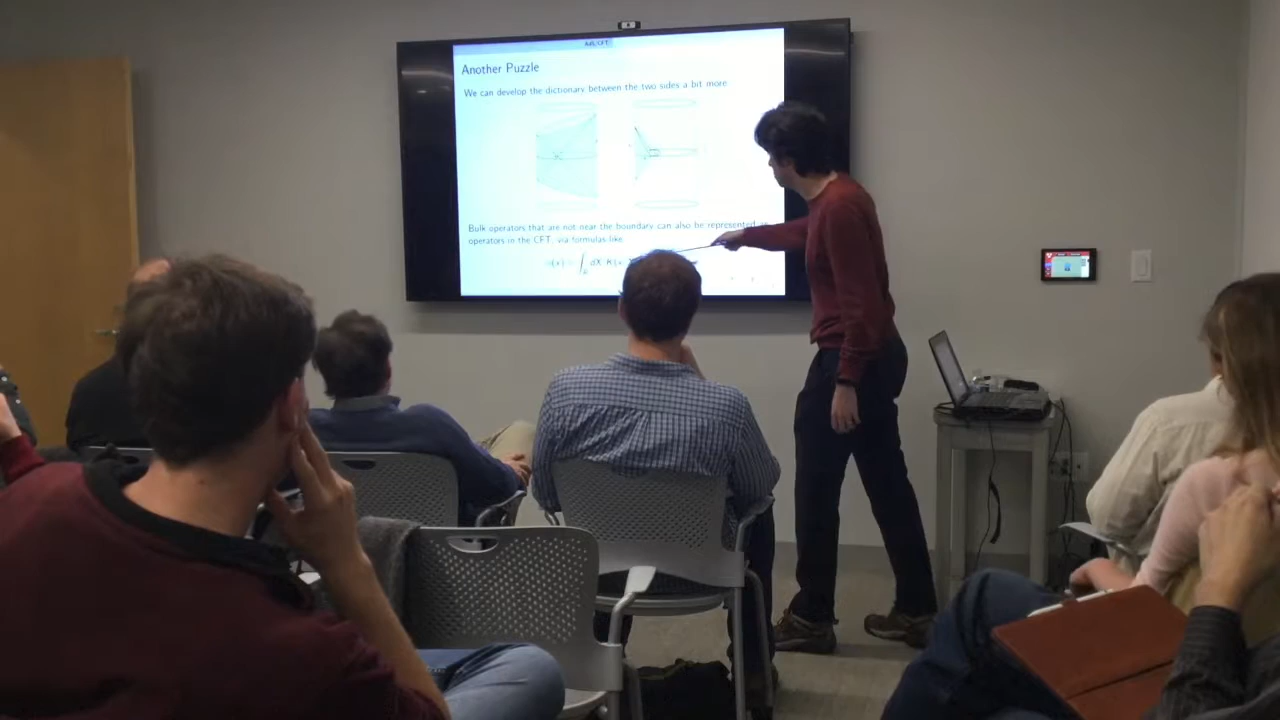 AdS/CFT
Another Puzzle
We can develop the dictionary between the two sides a bit more
Bulk operators that are not near the boundary can also be represented as
operators in the CFT, via formulas like